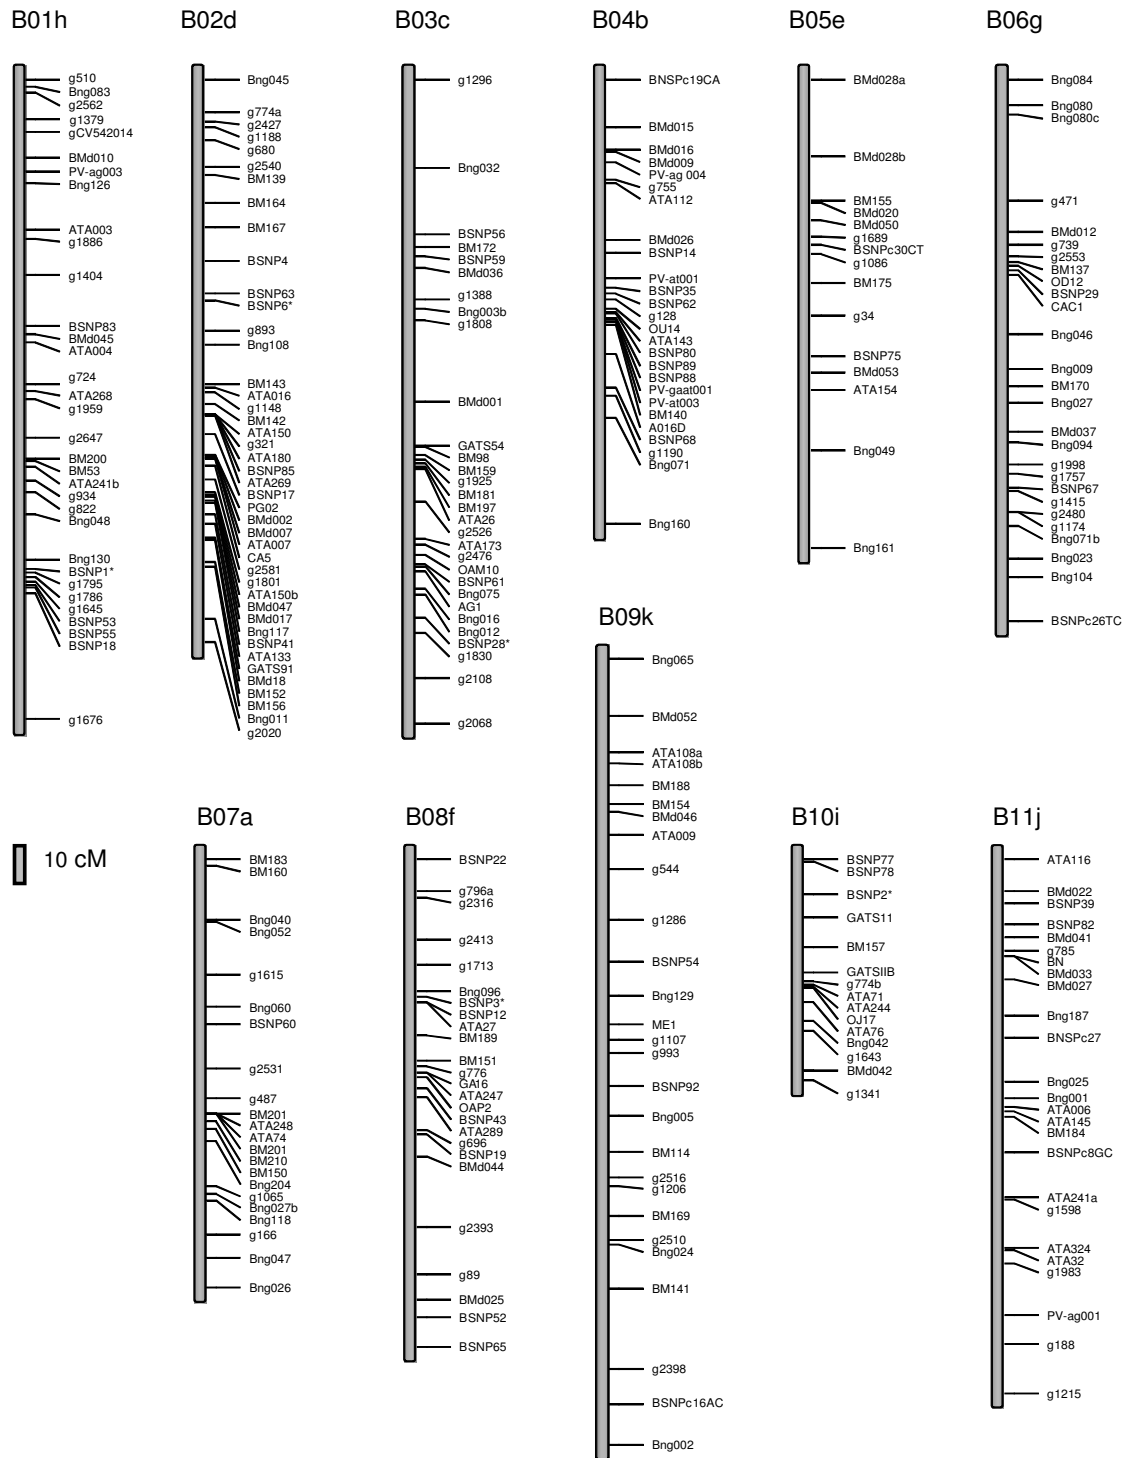 B01h
g510
Bng083
g2562
g1379
gCV542014
BMd010
PV-ag003
Bng126
ATA003
g1886
g1404
BSNP83
BMd045
ATA004
g724
ATA268
g1959
g2647
BM200
BM53
ATA241b
g934
g822
Bng048
Bng130
BSNP1*
g1795
g1786
g1645
BSNP53
BSNP55
BSNP18
g1676
B02d
Bng045
g774a
g2427
g1188
g680
g2540
BM139
BM164
BM167
BSNP4
BSNP63
BSNP6*
g893
Bng108
BM143
ATA016
g1148
BM142
ATA150
g321
ATA180
BSNP85
ATA269
BSNP17
PG02
BMd002
BMd007
ATA007
CA5
g2581
g1801
ATA150b
BMd047
BMd017
Bng117
BSNP41
ATA133
GATS91
BMd18
BM152
BM156
Bng011
g2020
B03c
g1296
Bng032
BSNP56
BM172
BSNP59
BMd036
g1388
Bng003b
g1808
BMd001
GATS54
BM98
BM159
g1925
BM181
BM197
ATA26
g2526
ATA173
g2476
OAM10
BSNP61
Bng075
AG1
Bng016
Bng012
BSNP28*
g1830
g2108
g2068
B04b
BNSPc19CA
BMd015
BMd016
BMd009
PV-ag 004
g755
ATA112
BMd026
BSNP14
PV-at001
BSNP35
BSNP62
g128
OU14
ATA143
BSNP80
BSNP89
BSNP88
PV-gaat001
PV-at003
BM140
A016D
BSNP68
g1190
Bng071
Bng160
B05e
BMd028a
BMd028b
BM155
BMd020
BMd050
g1689
BSNPc30CT
g1086
BM175
g34
BSNP75
BMd053
ATA154
Bng049
Bng161
B06g
Bng084
Bng080
Bng080c
g471
BMd012
g739
g2553
BM137
OD12
BSNP29
CAC1
Bng046
Bng009
BM170
Bng027
BMd037
Bng094
g1998
g1757
BSNP67
g1415
g2480
g1174
Bng071b
Bng023
Bng104
BSNPc26TC
10 cM
B07a
BM183
BM160
Bng040
Bng052
g1615
Bng060
BSNP60
g2531
g487
BM201
ATA248
ATA74
BM201
BM210
BM150
Bng204
g1065
Bng027b
Bng118
g166
Bng047
Bng026
B08f
BSNP22
g796a
g2316
g2413
g1713
Bng096
BSNP3*
BSNP12
ATA27
BM189
BM151
g776
GA16
ATA247
OAP2
BSNP43
ATA289
g696
BSNP19
BMd044
g2393
g89
BMd025
BSNP52
BSNP65
B09k
Bng065
BMd052
ATA108a
ATA108b
BM188
BM154
BMd046
ATA009
g544
g1286
BSNP54
Bng129
ME1
g1107
g993
BSNP92
Bng005
BM114
g2516
g1206
BM169
g2510
Bng024
BM141
g2398
BSNPc16AC
Bng002
B10i
BSNP77
BSNP78
BSNP2*
GATS11
BM157
GATSIIB
g774b
ATA71
ATA244
OJ17
ATA76
Bng042
g1643
BMd042
g1341
B11j
ATA116
BMd022
BSNP39
BSNP82
BMd041
g785
BN
BMd033
BMd027
Bng187
BNSPc27
Bng025
Bng001
ATA006
ATA145
BM184
BSNPc8GC
ATA241a
g1598
ATA324
ATA32
g1983
PV-ag001
g188
g1215